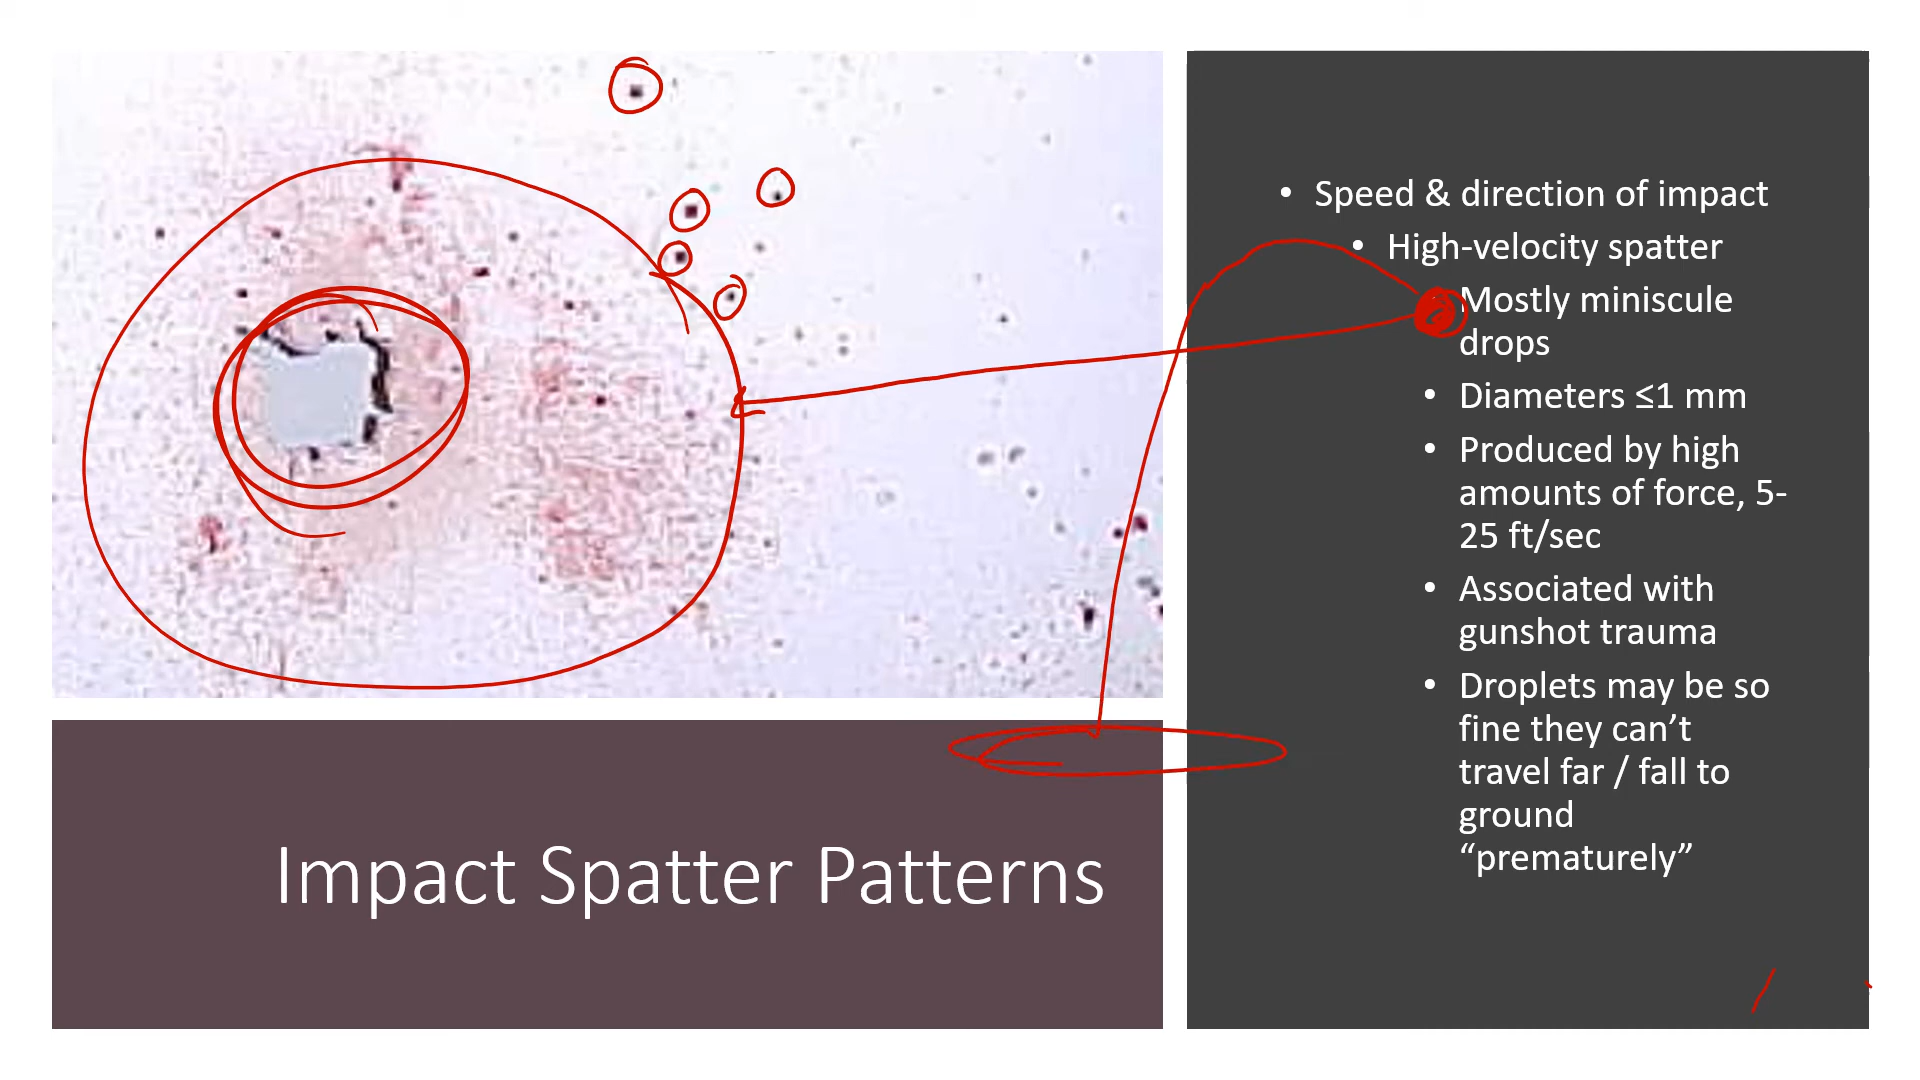 • Speed & direction of impact
• High-velocity spatter
Mostly miniscule
drops
• Diameters ≤1 mm
• Produced by high
amounts of force, 5-
25 ft/sec
• Associated with
gunshot trauma
• Droplets may be so
fine they can’t
travel far / fall to
ground
“prematurely”
Impact Spatter Patterns